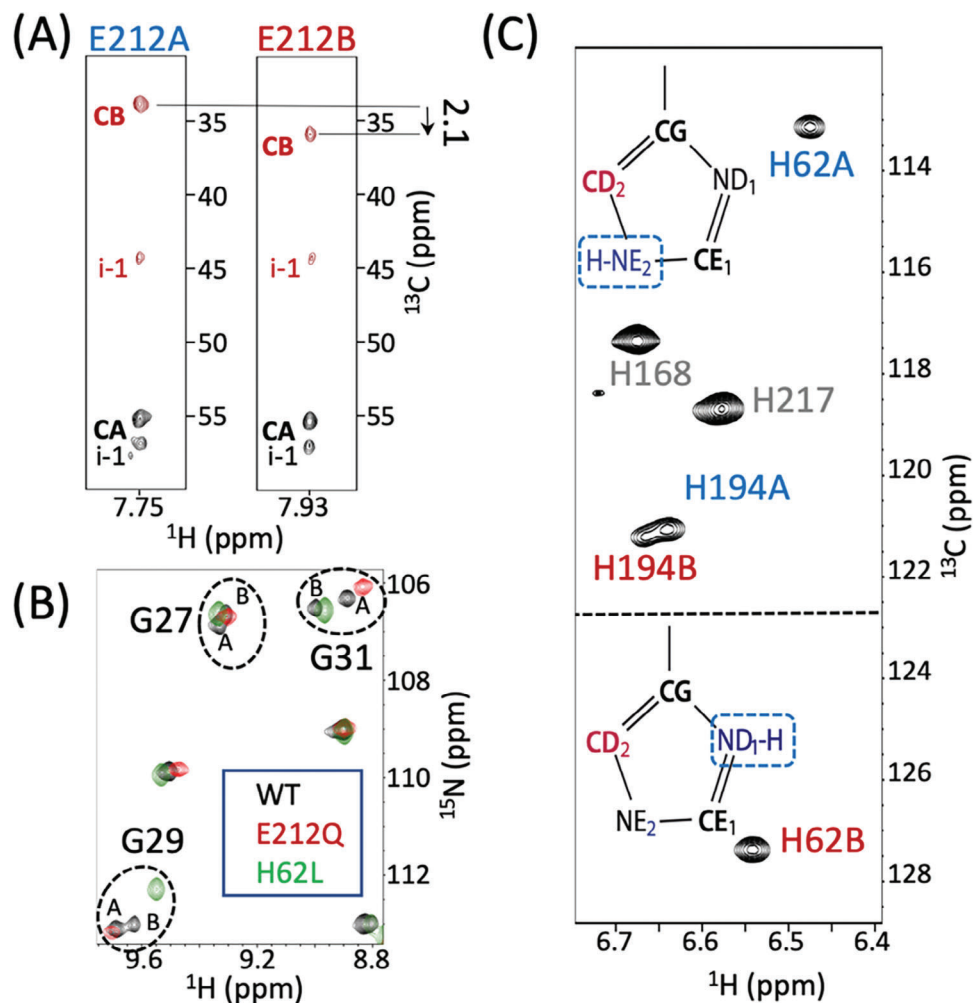 (A)
E212A
E212B
CB
CB
2.1
35
35
40
40
i-1
i-1
45
45
50
50
55
55
CA
CA
i-1
i-1
7.75
7.93
¹H (ppm)
¹³C (ppm)
(B)
G27
B
A
B
A
G31
106
108
110
112
¹⁵N (ppm)
WT
E212Q
H62L
G29
A
B
9.6
9.2
8.8
¹H (ppm)
(C)
CG
CD₂
ND₁
H-NE₂
CE₁
H62A
H168
H217
H194A
H194B
114
116
118
120
122
124
126
128
¹³C (ppm)
CG
CD₂
ND₁-H
NE₂
CE₁
H62B
6.7
6.6
6.5
6.4
¹H (ppm)